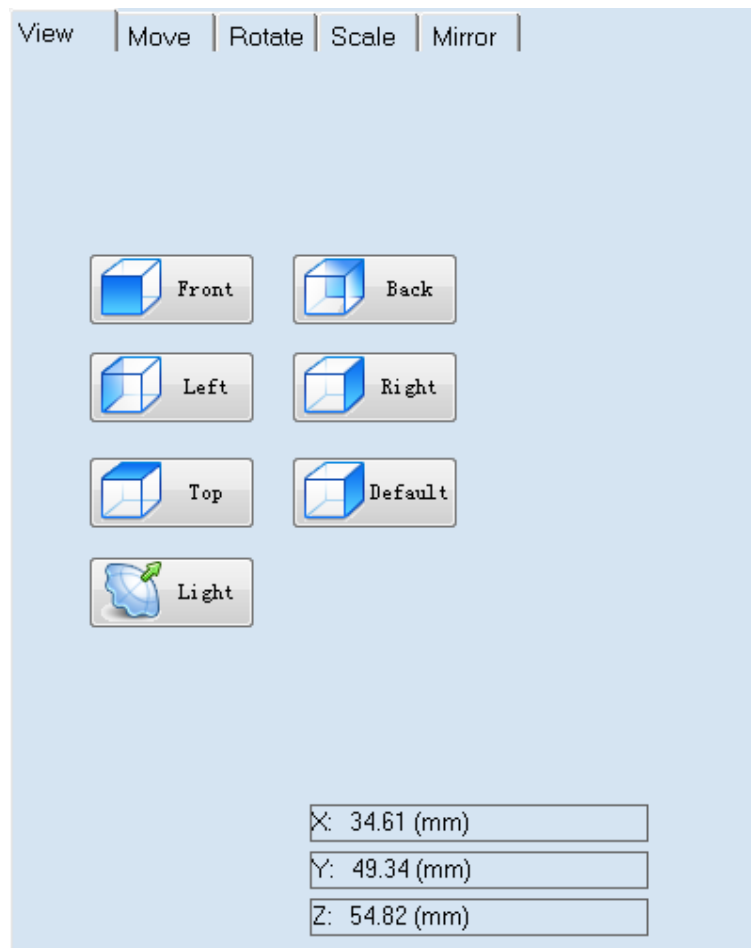 View Move Rotate Scale Mirror
Front Back
Left Right
Top Default
Light
X: 34.61 (mm)
Y: 49.34 (mm)
Z: 54.82 (mm)